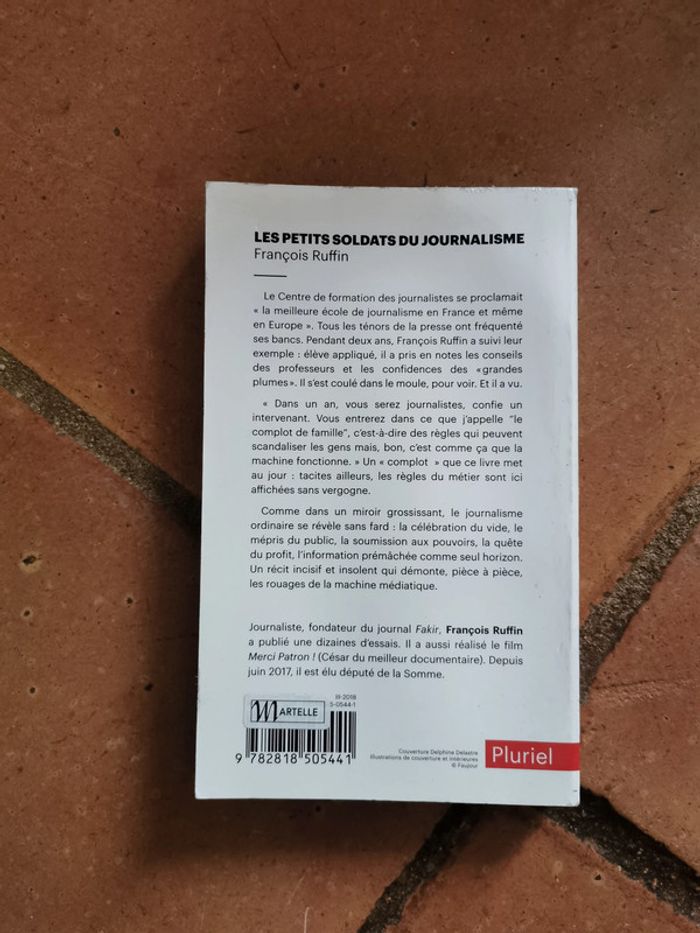 LES PETITS SOLDATS DU JOURNALISME
François Ruffin
Le Centre de formation des journalistes se proclamait
« la meilleure école de journalisme en France et même
en Europe ». Tous les ténors de la presse ont fréquenté
ses bancs. Pendant deux ans, François Ruffin a suivi leur
exemple : élève appliqué, il a pris en notes les conseils
des professeurs et les confidences des «grandes
plumes». Il s'est coulé dans le moule, pour voir. Et il a vu.
« Dans un an, vous serez journalistes, confie un
intervenant. Vous entrerez dans ce que j'appelle "le
complot de famille", c'est-à-dire des règles qui peuvent
scandaliser les gens mais, bon, c'est comme ça que la
machine fonctionne. » Un « complot » que ce livre met
au jour : tacites ailleurs, les règles du métier sont ici
affichées sans vergogne.
Comme dans un miroir grossissant, le journalisme
ordinaire se révèle sans fard : la célébration du vide, le
mépris du public, la soumission aux pouvoirs, la quête
du profit, l'information prémâchée comme seul horizon.
Un récit incisif et insolent qui démonte, pièce à pièce,
les rouages de la machine médiatique.
Journaliste, fondateur du journal Fakir, François Ruffin
a publié une dizaines d'essais. Il a aussi réalisé le film
Merci Patron ! (César du meilleur documentaire). Depuis
juin 2017, il est élu député de la Somme.
III-2018
5-0544-1
MARTELLE
9 782818 505441
Couverture Delphine Delastre
Illustrations de couverture et intérieures
© Faujour
Pluriel